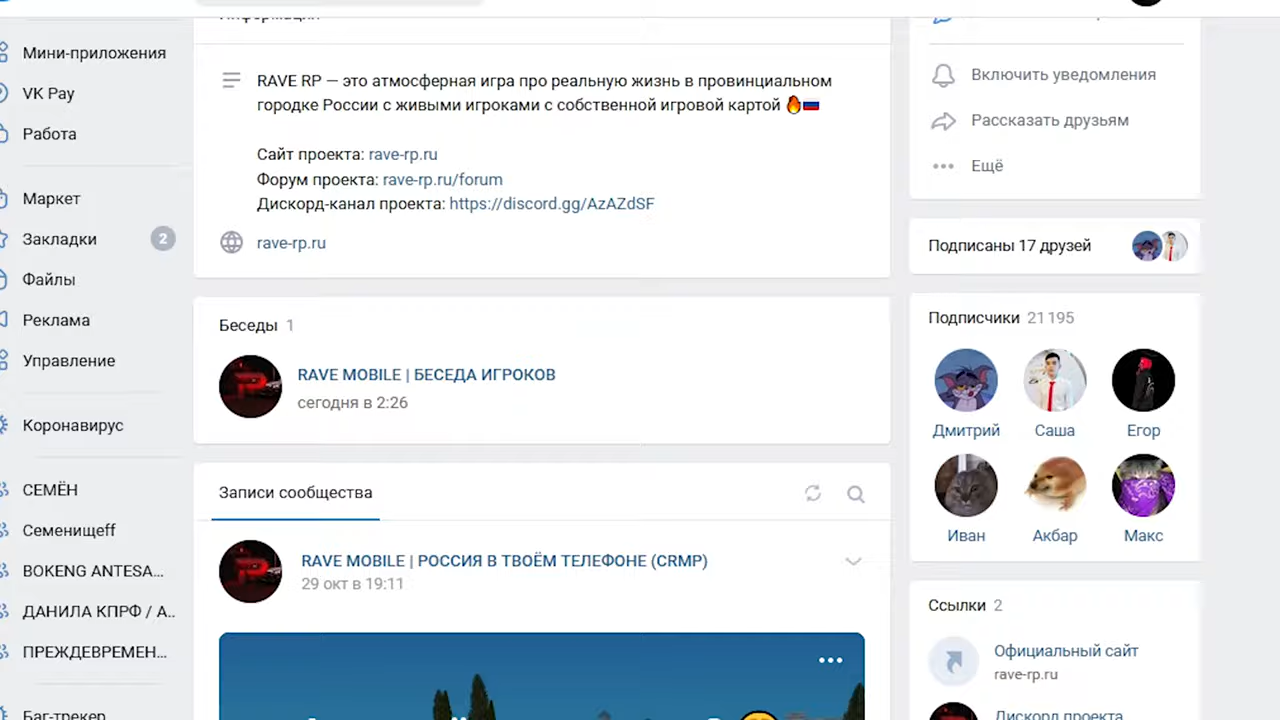 Мини-приложения
VK Pay
Работа
Маркет
Закладки 2
Файлы
Реклама
Управление
Коронавирус
СЕМЁН
Семенищеff
BOKENG ANTESA...
ДАНИЛА КПРФ / А..
ПРЕЖДЕВРЕМЕН...
Баг-трекер
Информация
RAVE RP — это атмосферная игра про реальную жизнь в провинциальном
городке России с живыми игроками с собственной игровой картой 🔥🇷🇺
Сайт проекта: rave-rp.ru
Форум проекта: rave-rp.ru/forum
Дискорд-канал проекта: https://discord.gg/AzAZdSF
rave-rp.ru
Беседы 1
RAVE MOBILE | БЕСЕДА ИГРОКОВ
сегодня в 2:26
Записи сообщества
RAVE MOBILE | РОССИЯ В ТВОЁМ ТЕЛЕФОНЕ (CRMP)
29 окт в 19:11
Включить уведомления
Рассказать друзьям
Ещё
Подписаны 17 друзей
Подписчики 21 195
Дмитрий Саша Егор
Иван Акбар Макс
Ссылки 2
Официальный сайт
rave-rp.ru
Дискорд проекта